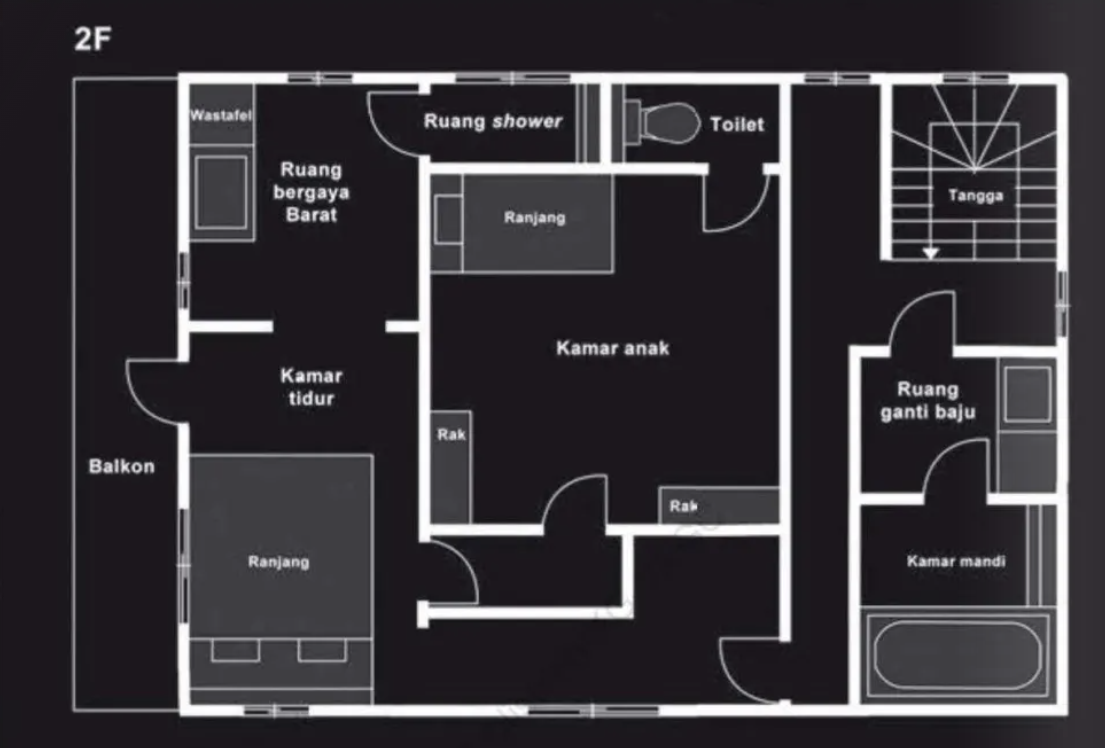 2F
Wastafel
Ruang shower
Toilet
Ruang
bergaya
Barat
Ranjang
Tangga
Kamar anak
Kamar
tidur
Ruang
ganti baju
Rak
Balkon
Rak
Ranjang
Kamar mandi